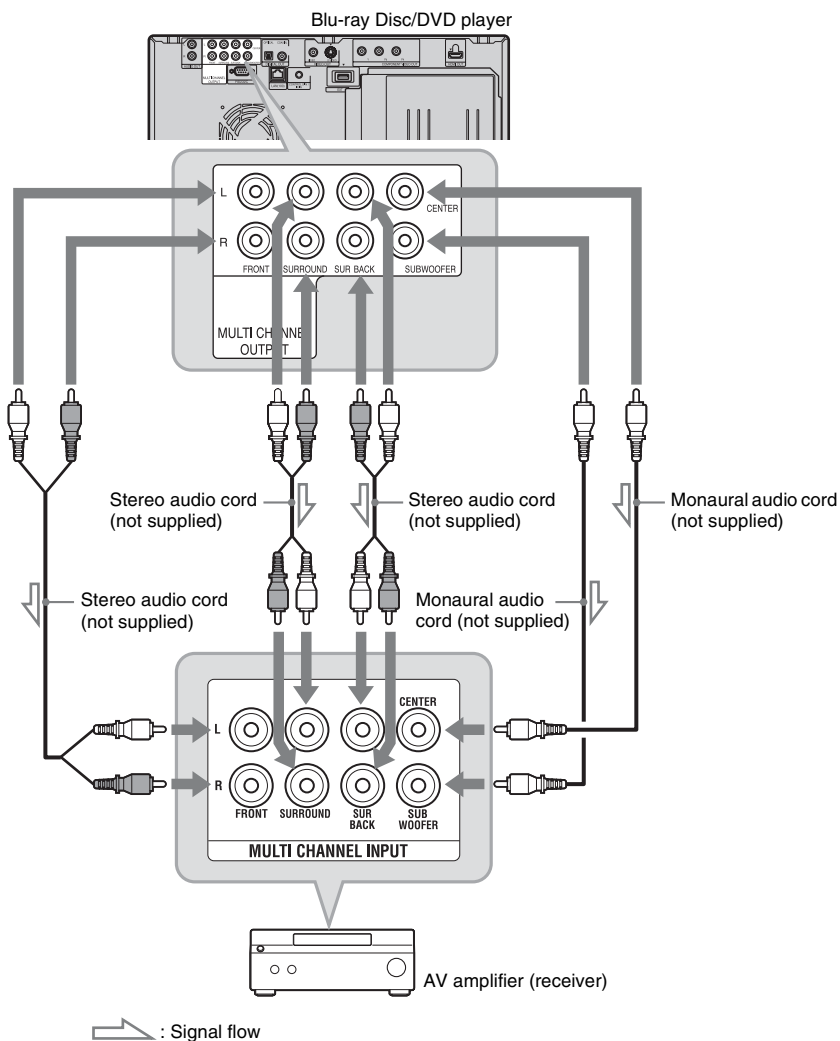 Blu-ray Disc/DVD player
L
CENTER
R
FRONT SURROUND SUR BACK SUBWOOFER
MULTI CHANNEL
OUTPUT
Stereo audio cord
(not supplied)
Stereo audio cord
(not supplied)
Monaural audio cord
(not supplied)
Stereo audio cord
(not supplied)
Monaural audio
cord (not supplied)
CENTER
L
R
FRONT SURROUND SUR
BACK SUB
WOOFER
MULTI CHANNEL INPUT
AV amplifier (receiver)
: Signal flow